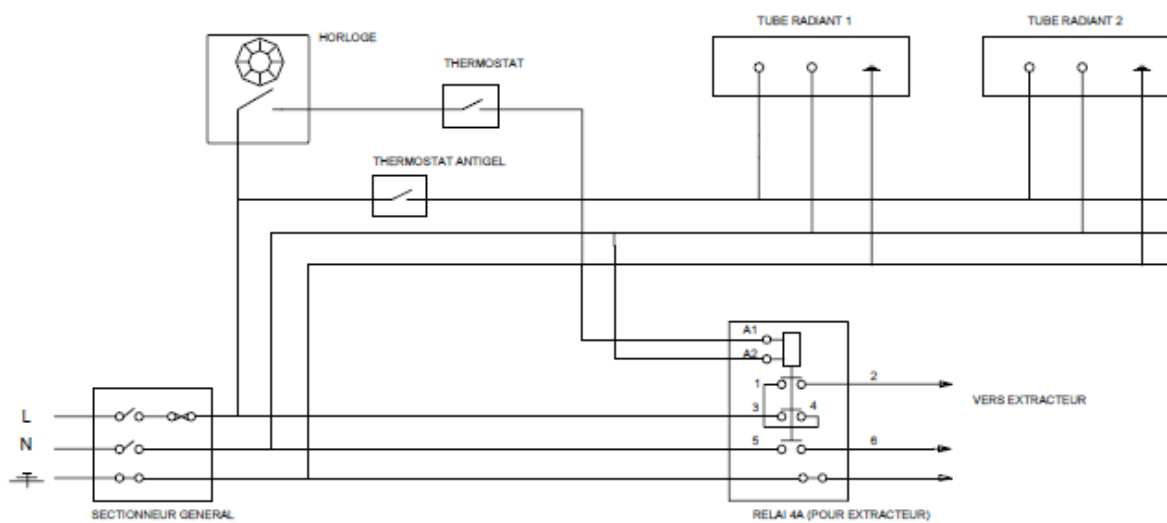 TUBE RADIANT 1
TUBE RADIANT 2
HORLOGE
THERMOSTAT
THERMOSTAT ANTIGEL
A1
A2
1
2
VERS EXTRACTEUR
L
3
4
N
5
6
SECTIONNEUR GENERAL
RELAI 4A (POUR EXTRACTEUR)